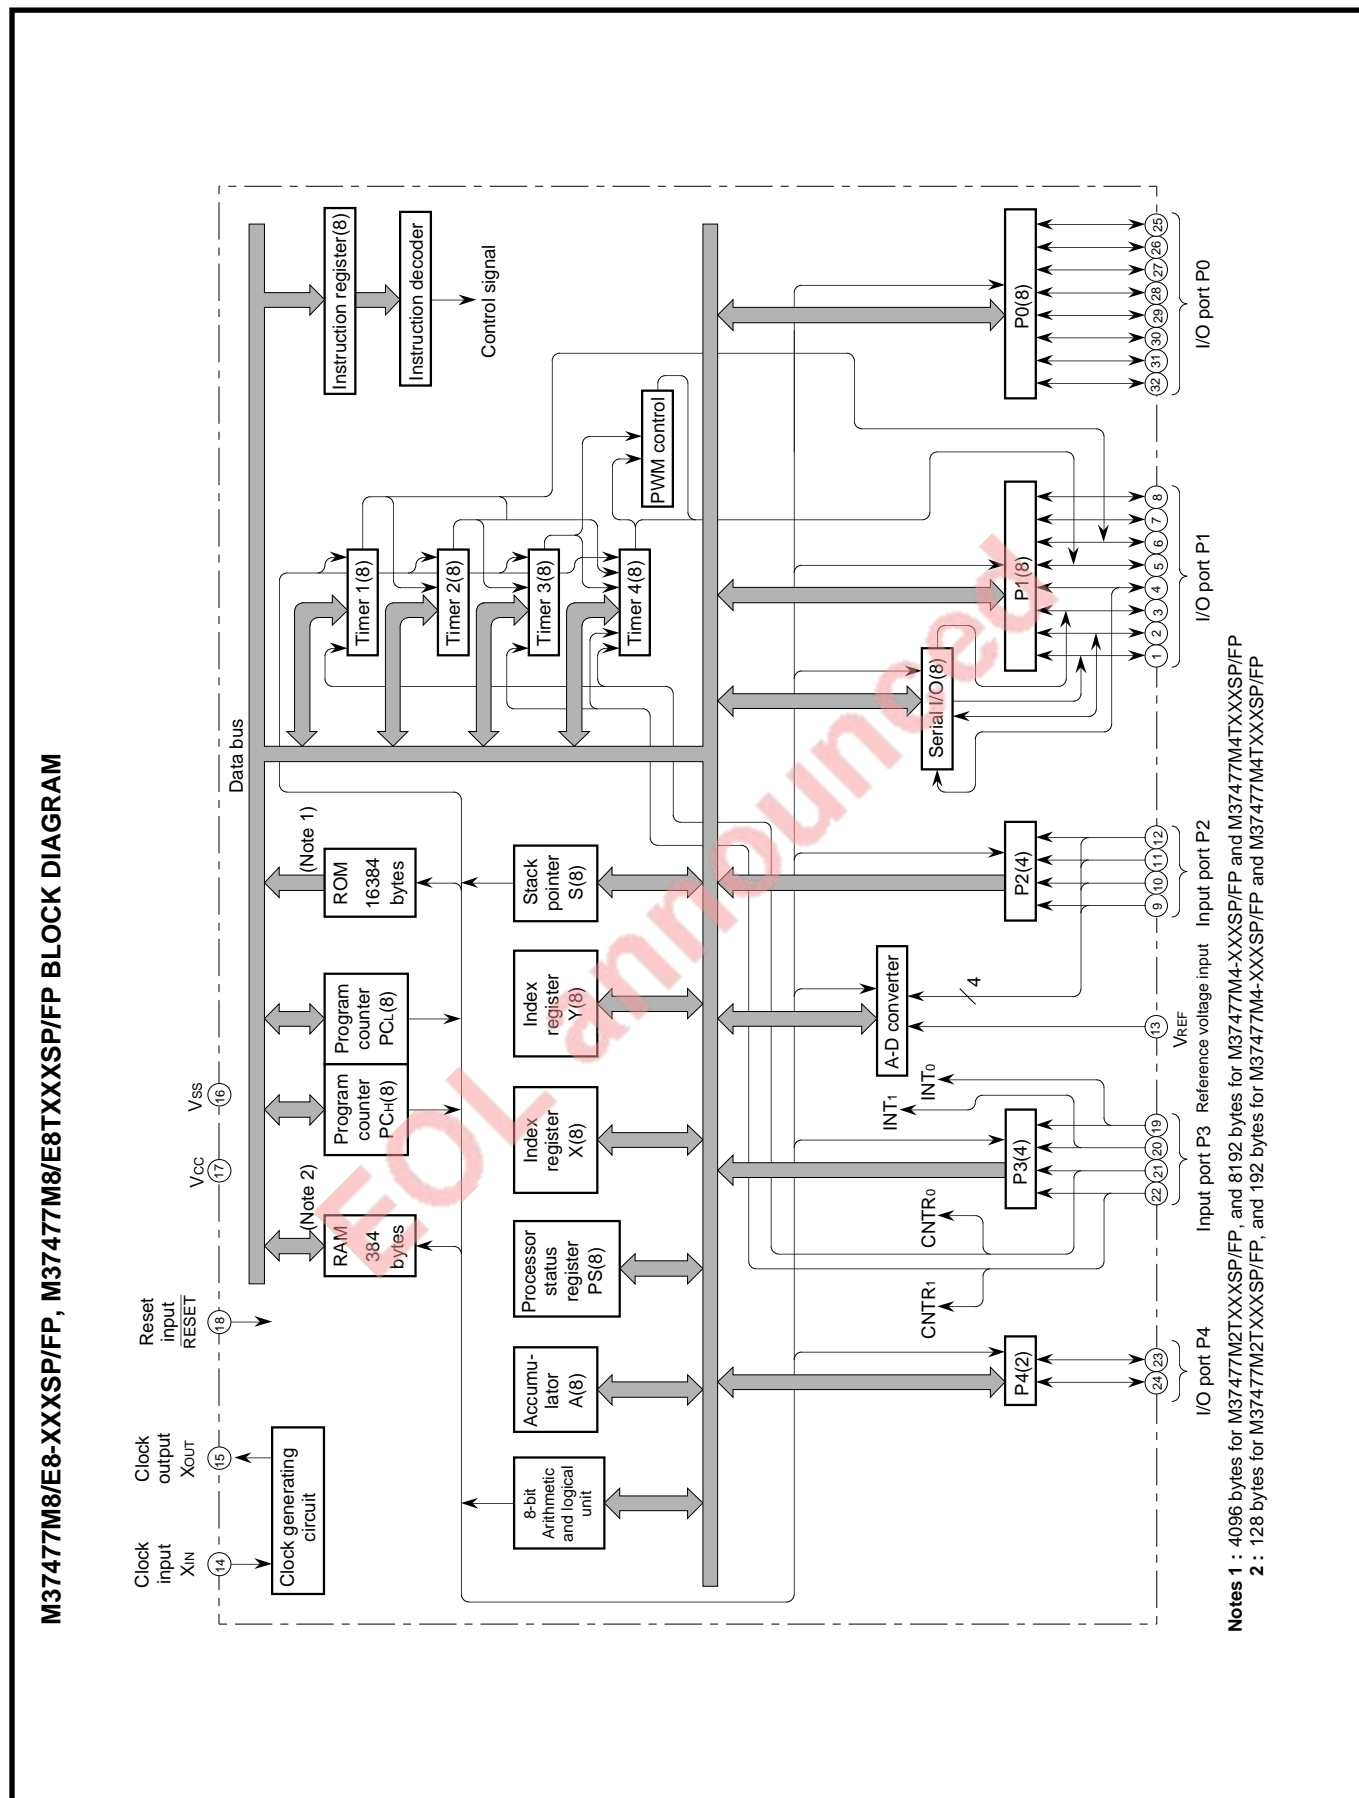 M37477M8/E8-XXXSP/FP, M37477M8/E8TXXXSP/FP BLOCK DIAGRAM
Clock
input
XIN
14
Clock
output
XOUT
15
Reset
input
RESET
18
VCC
17
VSS
16
Data bus
Clock generating
circuit
RAM
384
bytes
(Note 2)
Program
counter
PCH(8)
Program
counter
PCL(8)
ROM
16384
bytes
(Note 1)
Instruction register(8)
Instruction decoder
Control signal
Timer 1(8)
Timer 2(8)
Timer 3(8)
Timer 4(8)
PWM control
8-bit
Arithmetic
and logical
unit
Accumu-
lator
A(8)
Processor
status
register
PS(8)
Index
register
X(8)
Index
register
Y(8)
Stack
pointer
S(8)
CNTR1
CNTR0
INT1
INT0
A-D converter
4
Serial I/O(8)
P4(2)
P3(4)
P2(4)
P1(8)
P0(8)
24 23
22 21 20 19
13
9 10 11 12
1 2 3 4 5 6 7 8
32 31 30 29 28 27 26 25
VREF
I/O port P4
Input port P3
Reference voltage input
Input port P2
I/O port P1
I/O port P0
Notes 1 : 4096 bytes for M37477M2TXXXSP/FP, and 8192 bytes for M37477M4-XXXSP/FP and M37477M4TXXXSP/FP
2 : 128 bytes for M37477M2TXXXSP/FP, and 192 bytes for M37477M4-XXXSP/FP and M37477M4TXXXSP/FP
EOL announced